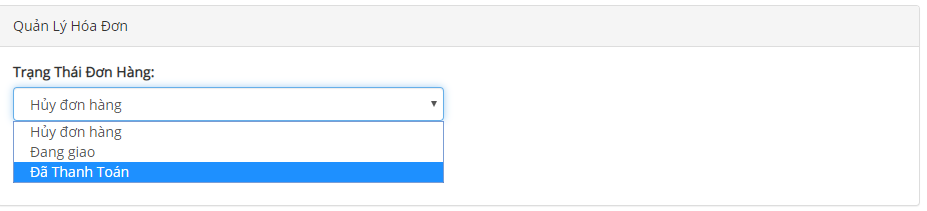 Quản Lý Hóa Đơn
Trạng Thái Đơn Hàng:
Hủy đơn hàng
Hủy đơn hàng
Đang giao
Đã Thanh Toán